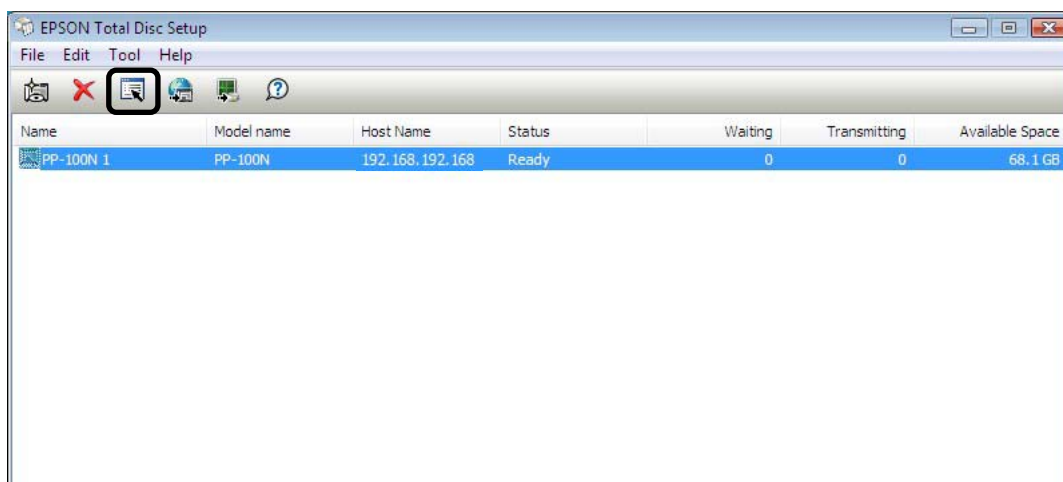 EPSON Total Disc Setup
File Edit Tool Help
Name Model name Host Name Status Waiting Transmitting Available Space
PP-100N 1 PP-100N 192.168.192.168 Ready 0 0 68.1 GB